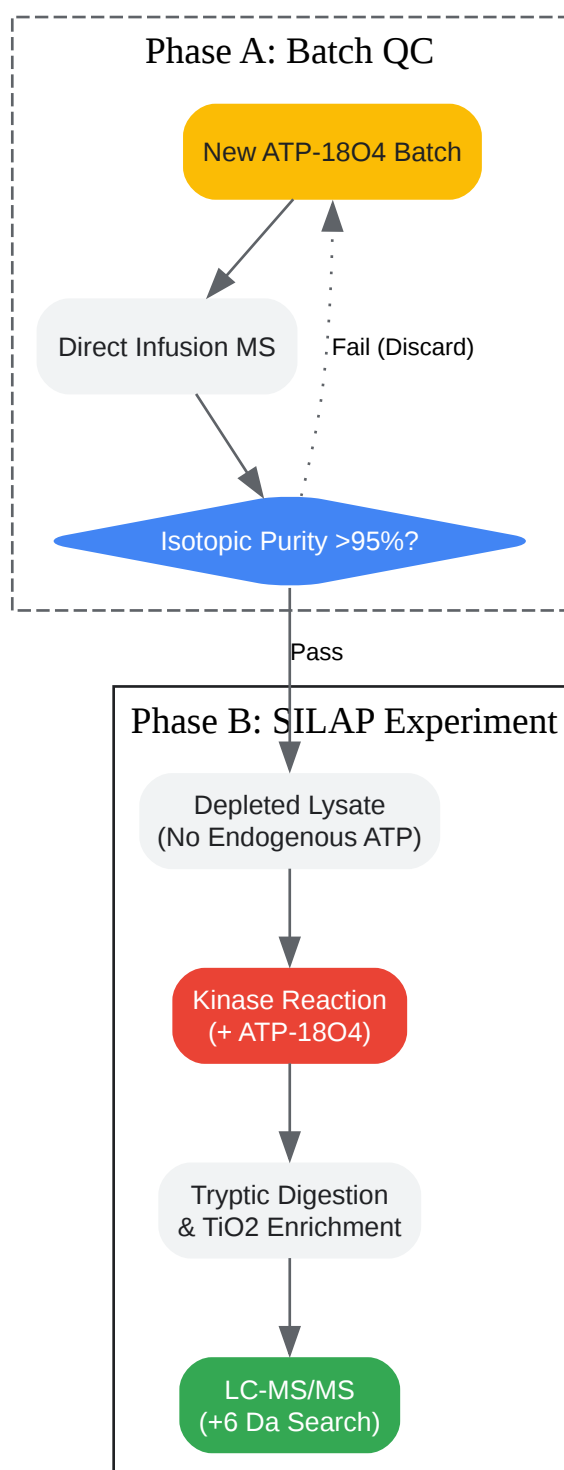 Phase A: Batch QC
New ATP-18O4 Batch
Direct Infusion MS
Fail (Discard)
Isotopic Purity >95%?
Pass
Phase B: SILAP Experiment
Depleted Lysate
(No Endogenous ATP)
Kinase Reaction
(+ ATP-18O4)
Tryptic Digestion
& TiO2 Enrichment
LC-MS/MS
(+6 Da Search)